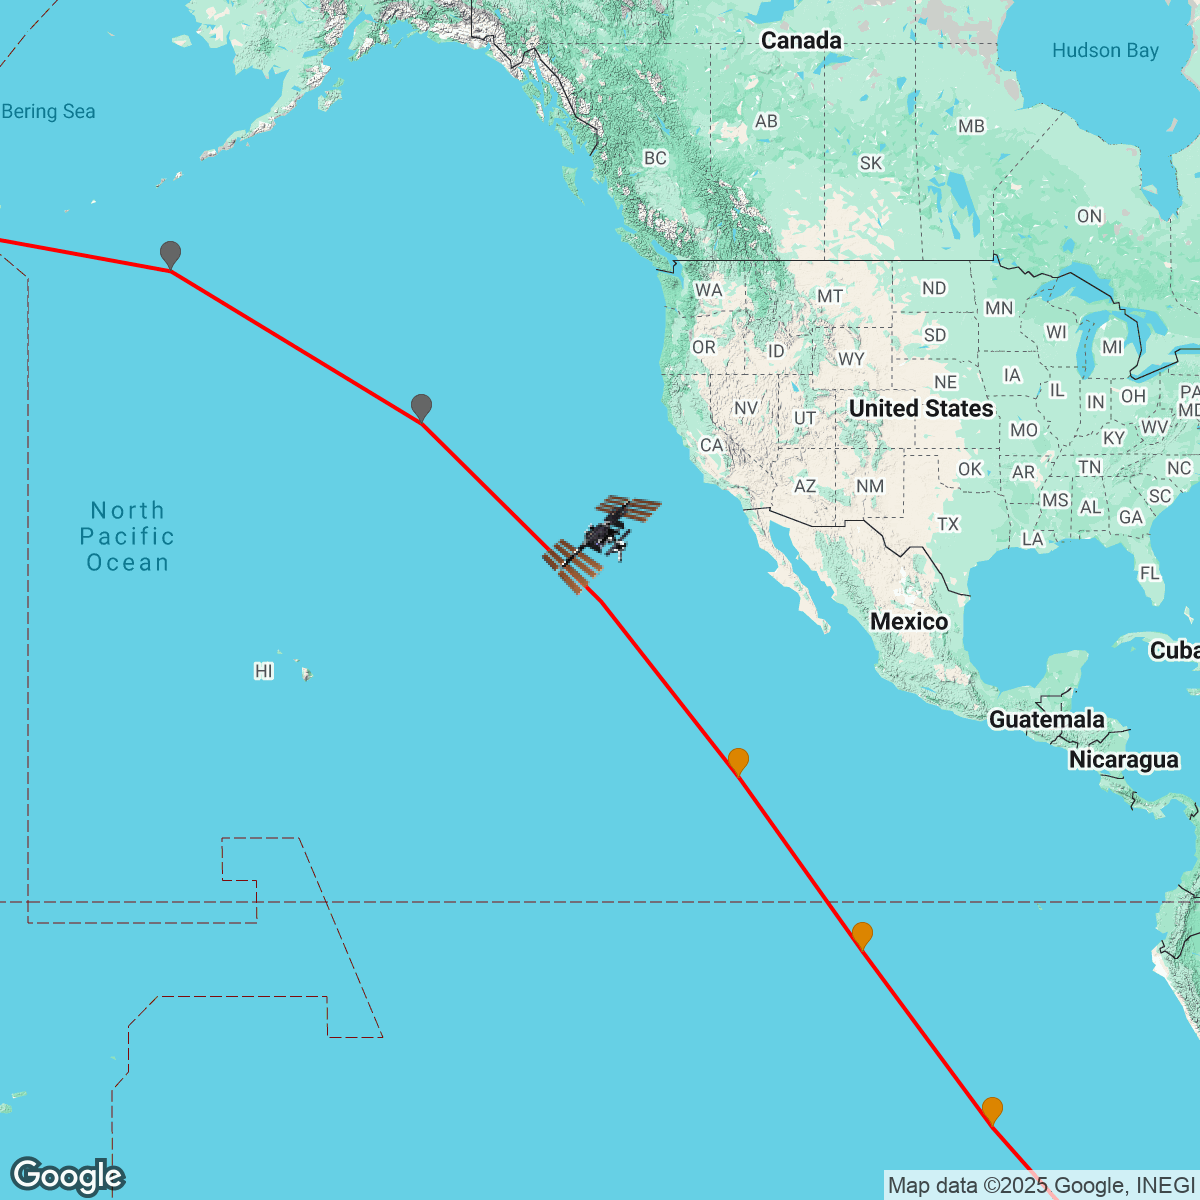 Canada
Hudson Bay
Bering Sea
AB
MB
BC
SK
ON
WA
MT
ND
MN
OR
ID
WY
SD
WI
MI
NV
UT
NE
IA
IL
IN
OH
PA
MD
United States
CA
MO
KY
WV
AZ
NM
OK
AR
TN
NC
MS
AL
SC
GA
TX
LA
FL
North
Pacific
Ocean
HI
Mexico
Cuba
Guatemala
Nicaragua
Google
Map data ©2025 Google, INEGI